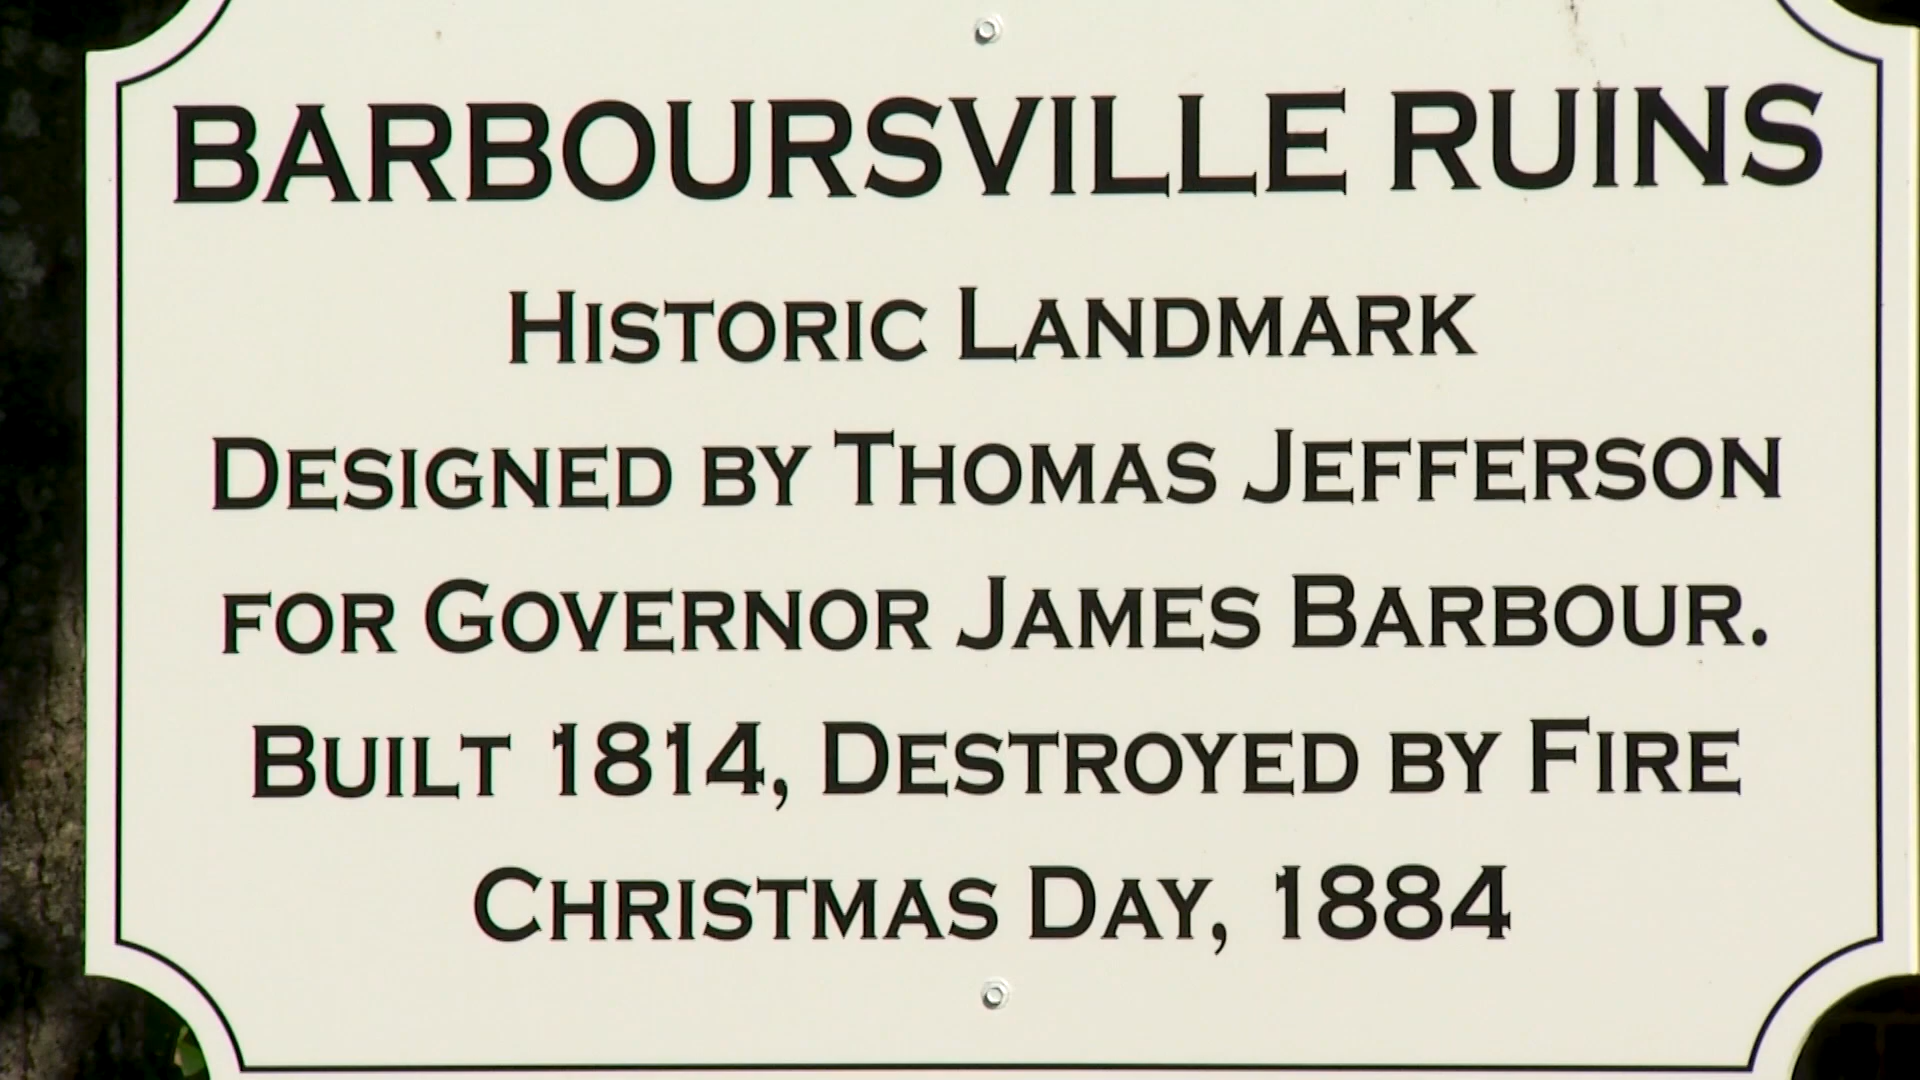 BARBOURSVILLE RUINS
HISTORIC LANDMARK
DESIGNED BY THOMAS JEFFERSON
FOR GOVERNOR JAMES BARBOUR.
BUILT 1814, DESTROYED BY FIRE
CHRISTMAS DAY, 1884